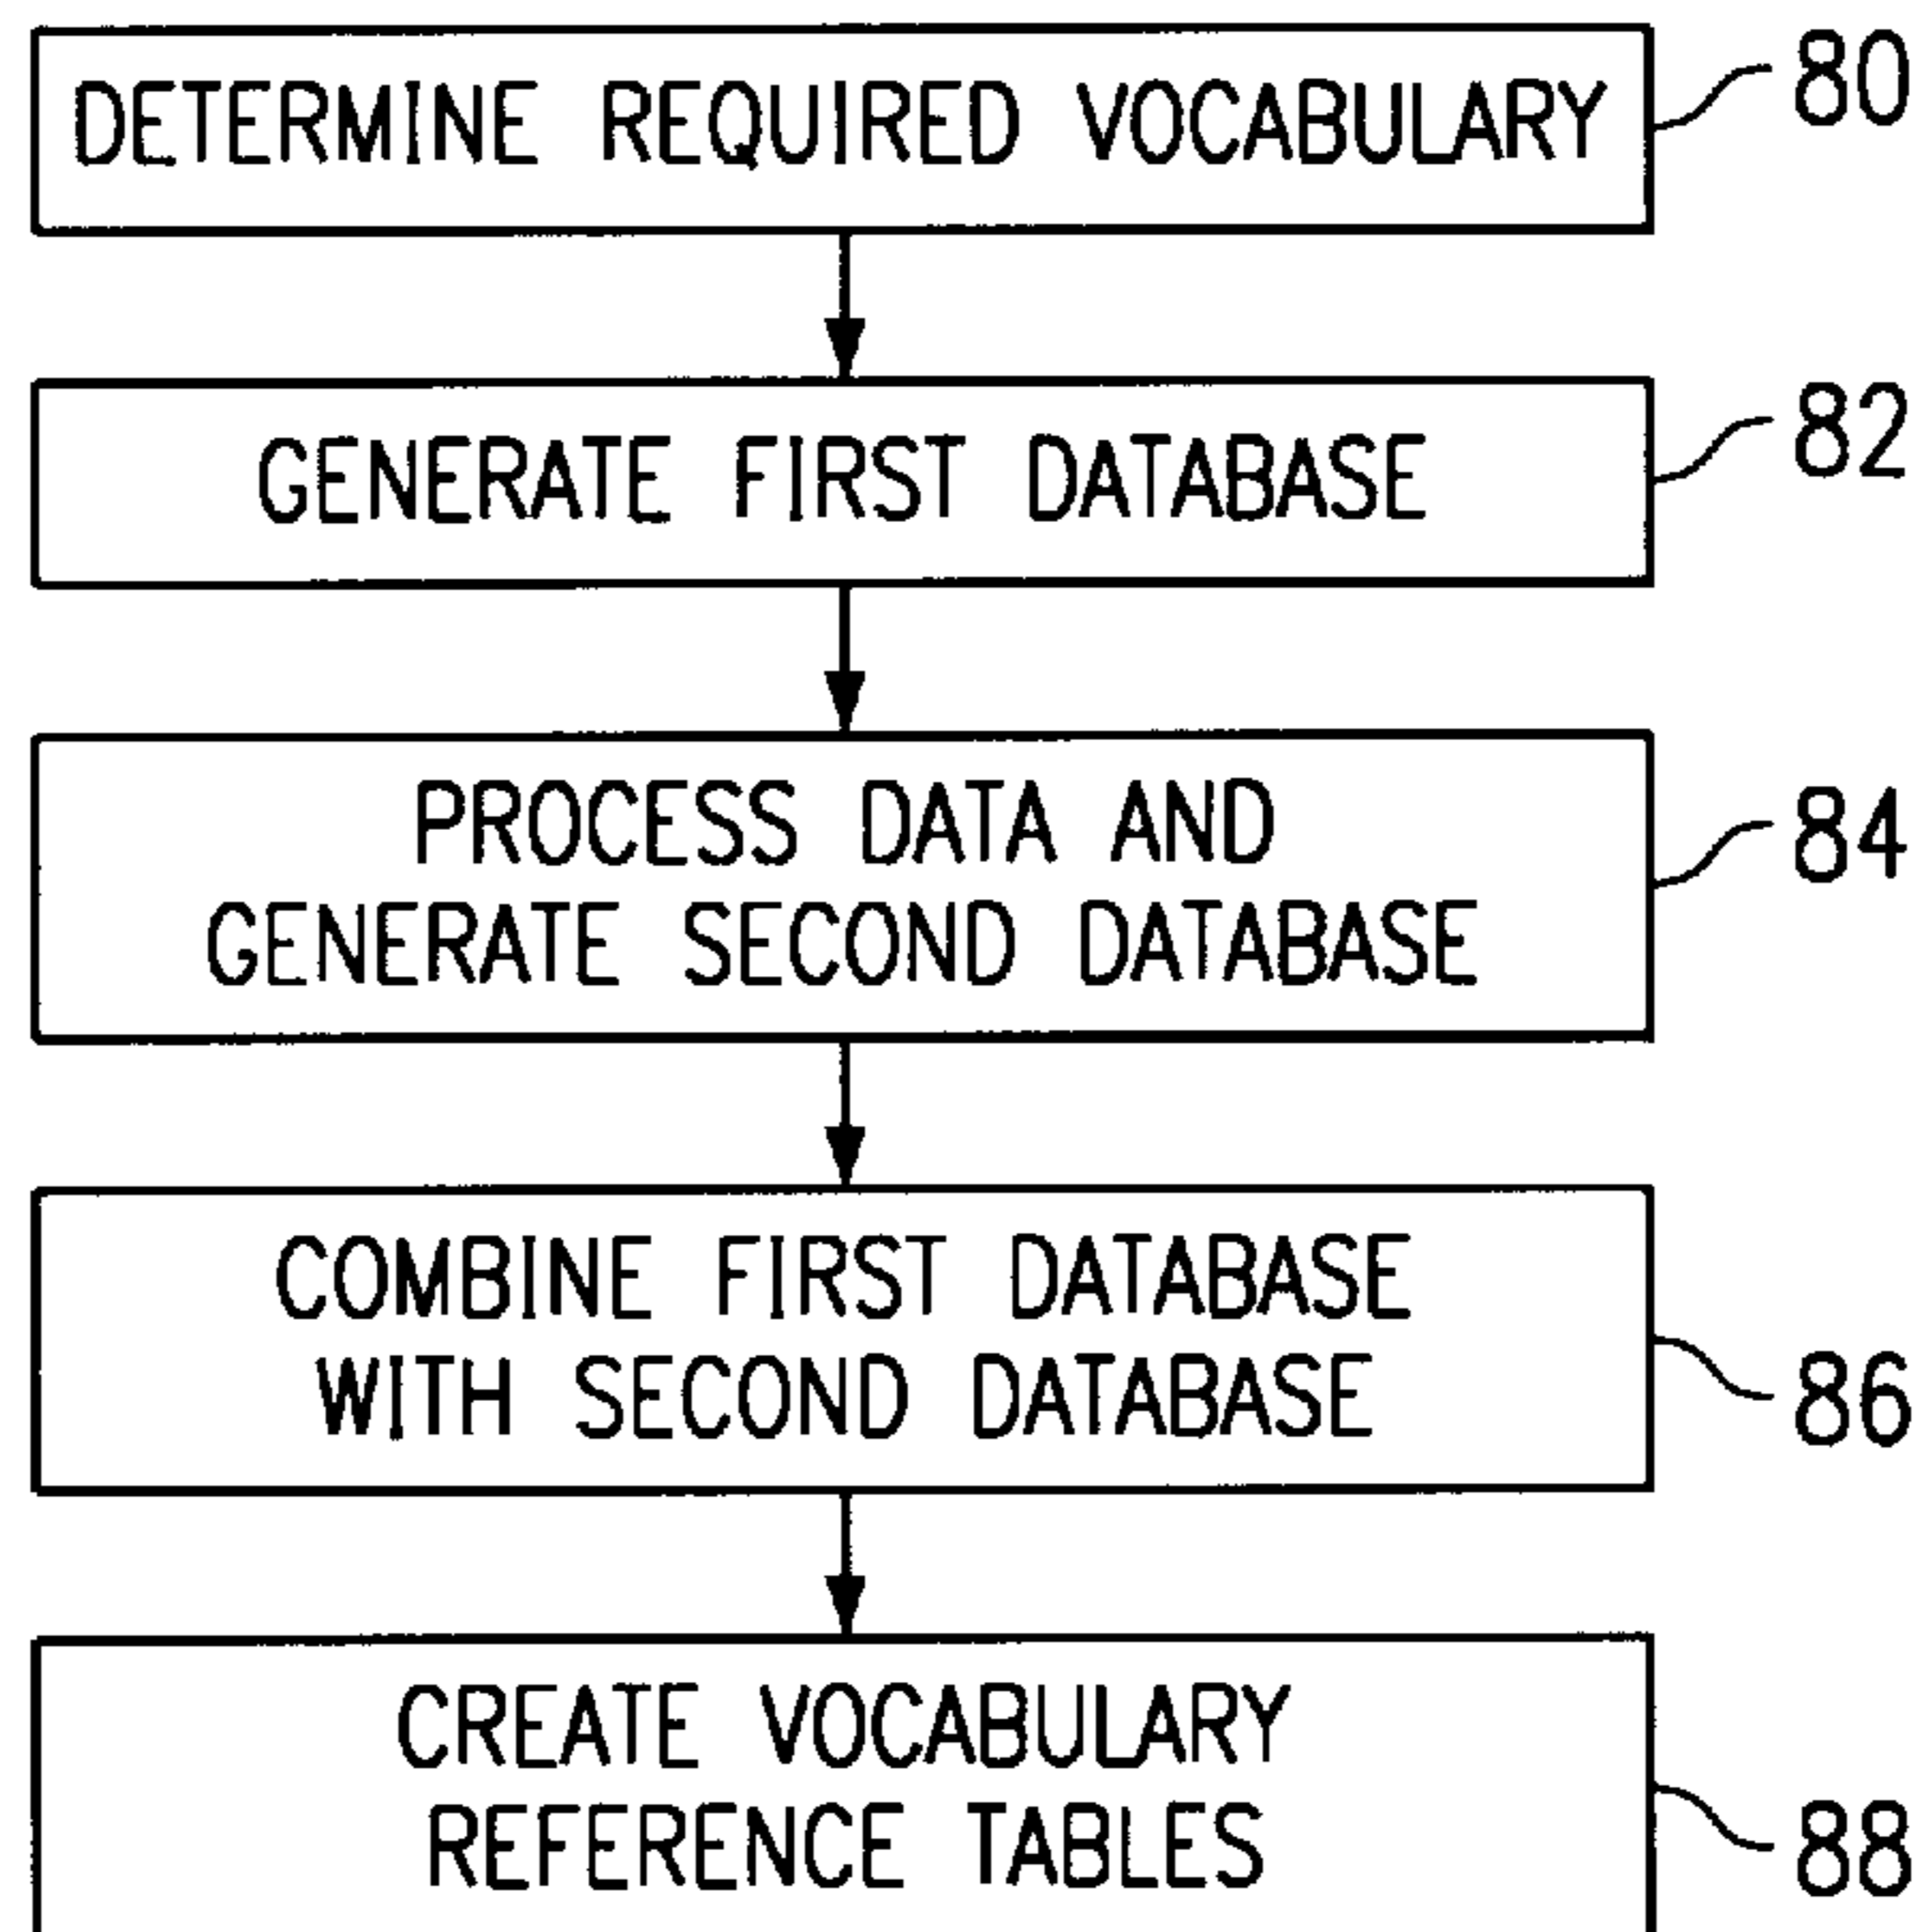 DETERMINE REQUIRED VOCABULARY
80
GENERATE FIRST DATABASE
82
PROCESS DATA AND
GENERATE SECOND DATABASE
84
COMBINE FIRST DATABASE
WITH SECOND DATABASE
86
CREATE VOCABULARY
REFERENCE TABLES
88